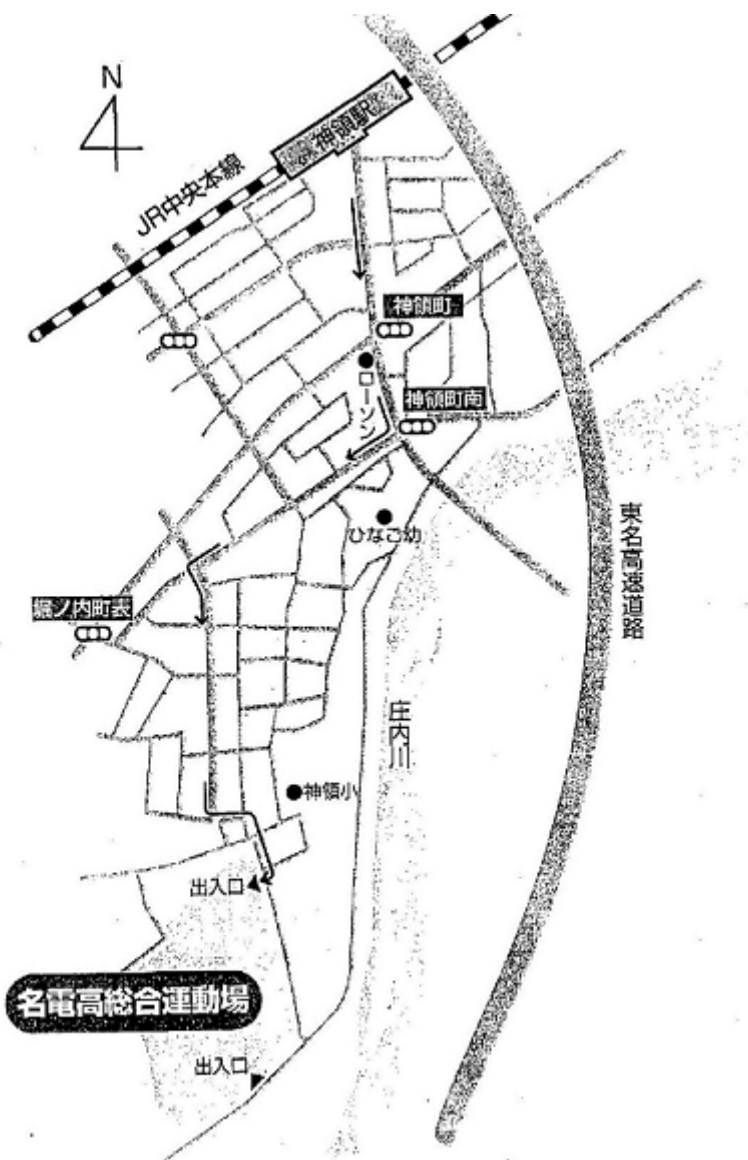 N
神領駅
JR中央本線
神領町
ローソン
神領町南
ひなご幼
東名高速道路
堀ノ内町表
庄内川
神領小
出入口
名電高総合運動場
出入口